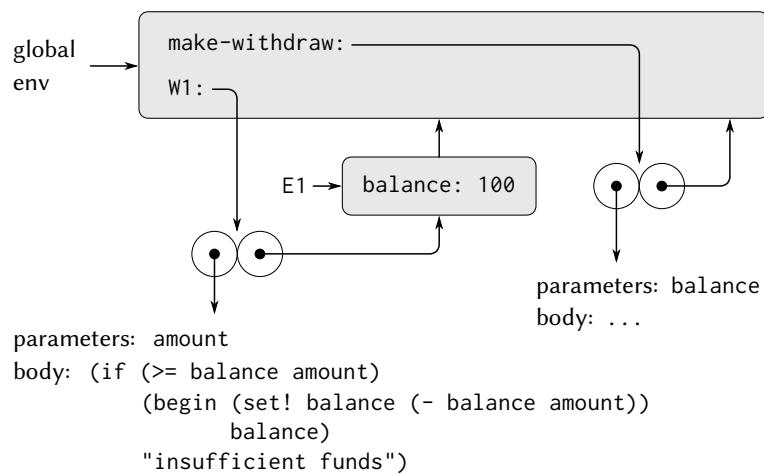 global
env
make-withdraw:
W1:
E1
balance: 100
parameters: balance
body: ...
parameters: amount
body: (if (>= balance amount)
(begin (set! balance (- balance amount))
balance)
"insufficient funds")